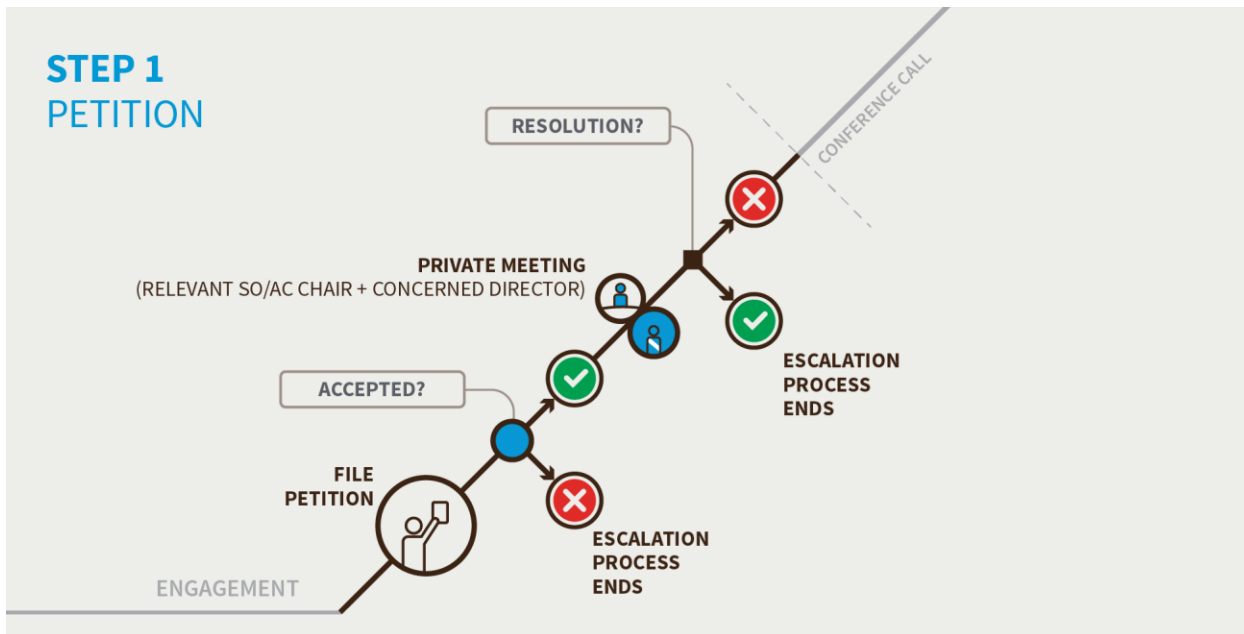 STEP 1
PETITION
CONFERENCE CALL
RESOLUTION?
PRIVATE MEETING
(RELEVANT SO/AC CHAIR + CONCERNED DIRECTOR)
ESCALATION
PROCESS
ENDS
ACCEPTED?
FILE
PETITION
ESCALATION
PROCESS
ENDS
ENGAGEMENT